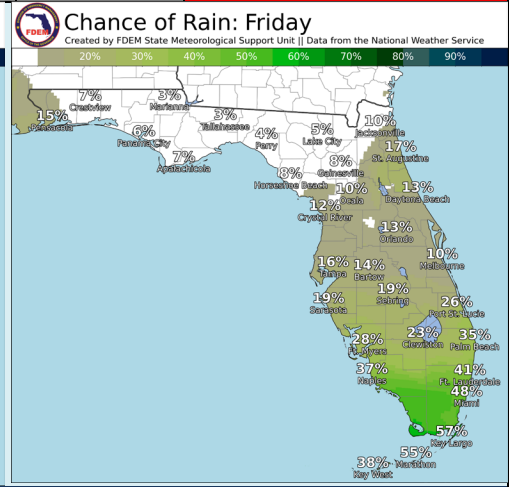 FDEM
Chance of Rain: Friday
Created by FDEM State Meteorological Support Unit || Data from the National Weather Service
20% 30% 40% 50% 60% 70% 80% 90%
7%
Crestview
3%
Marianna
15%
Pensacola
6%
Panama City
3%
Tallahassee
7%
Apalachicola
4%
Perry
5%
Lake City
10%
Jacksonville
17%
St. Augustine
8%
Gainesville
8%
Horseshoe Beach
10%
Ocala
13%
Daytona Beach
12%
Crystal River
13%
Orlando
10%
Melbourne
16%
Tampa
14%
Bartow
19%
Sebring
19%
Sarasota
26%
Port St. Lucie
28%
Ft. Myers
23%
Clewiston
35%
Palm Beach
37%
Naples
41%
Ft. Lauderdale
48%
Miami
57%
Key Largo
55%
Marathon
38%
Key West